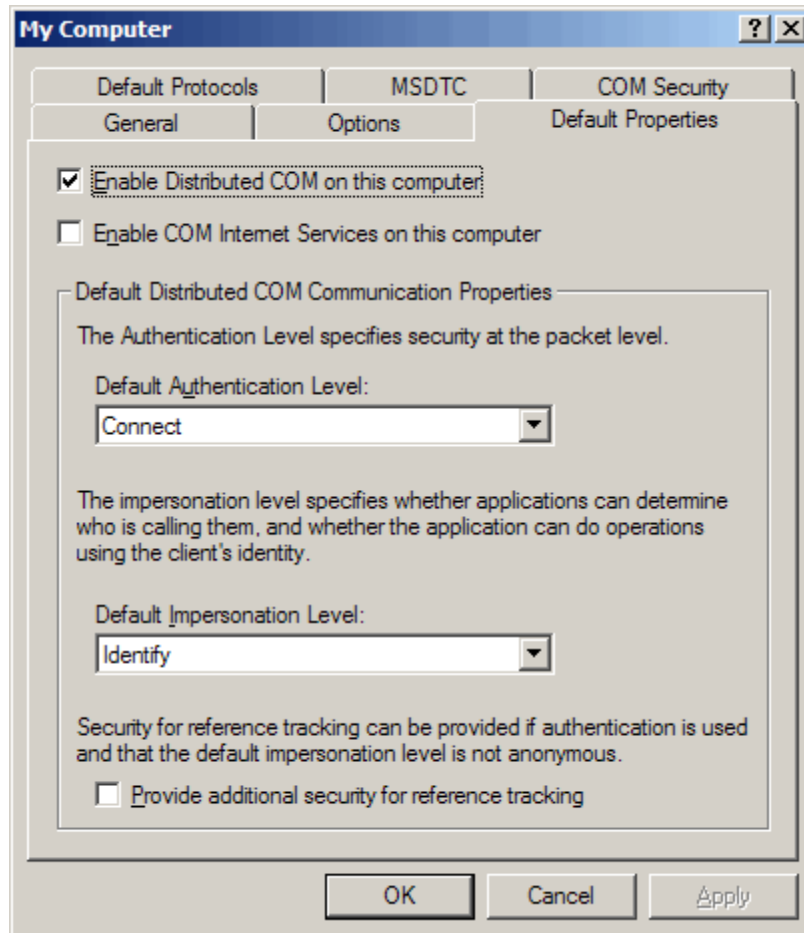 My Computer
Default Protocols MSDTC COM Security
General Options Default Properties
Enable Distributed COM on this computer
Enable COM Internet Services on this computer
Default Distributed COM Communication Properties
The Authentication Level specifies security at the packet level.
Default Authentication Level:
Connect
The impersonation level specifies whether applications can determine
who is calling them, and whether the application can do operations
using the client's identity.
Default Impersonation Level:
Identify
Security for reference tracking can be provided if authentication is used
and that the default impersonation level is not anonymous.
Provide additional security for reference tracking
OK Cancel Apply